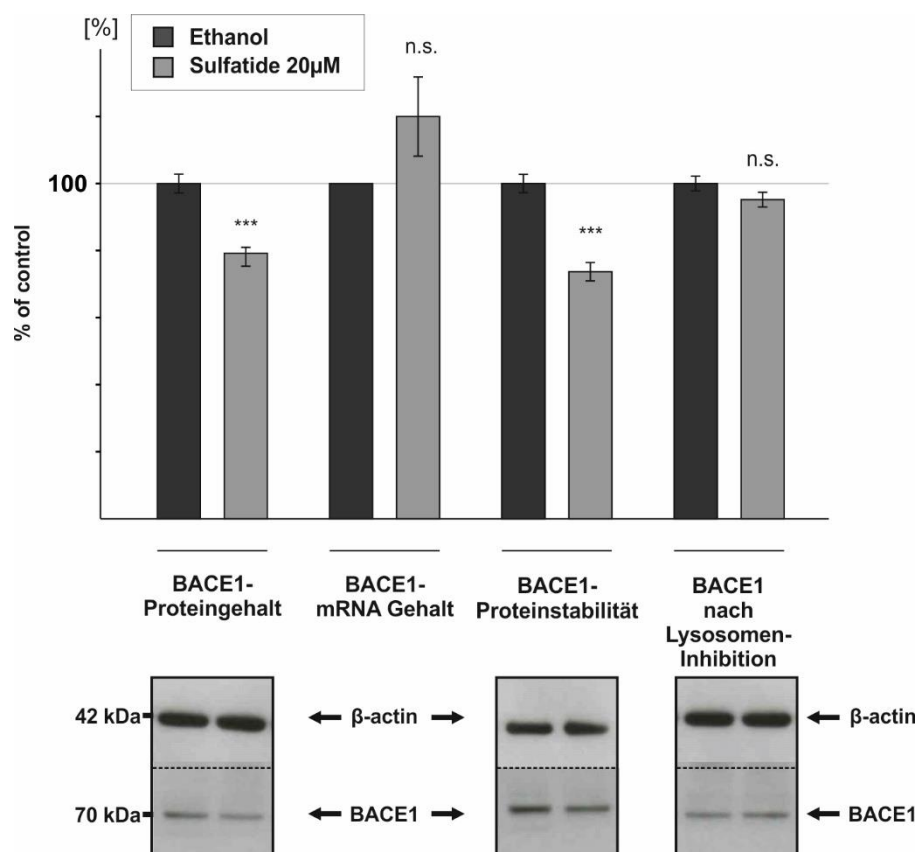 [%]
Ethanol
Sulfatide 20µM
n.s.
n.s.
100
***
***
% of control
BACE1-
Proteingehalt
BACE1-
mRNA Gehalt
BACE1-
Proteinstabilität
BACE1
nach
Lysosomen-
Inhibition
42 kDa
β-actin
β-actin
70 kDa
BACE1
BACE1